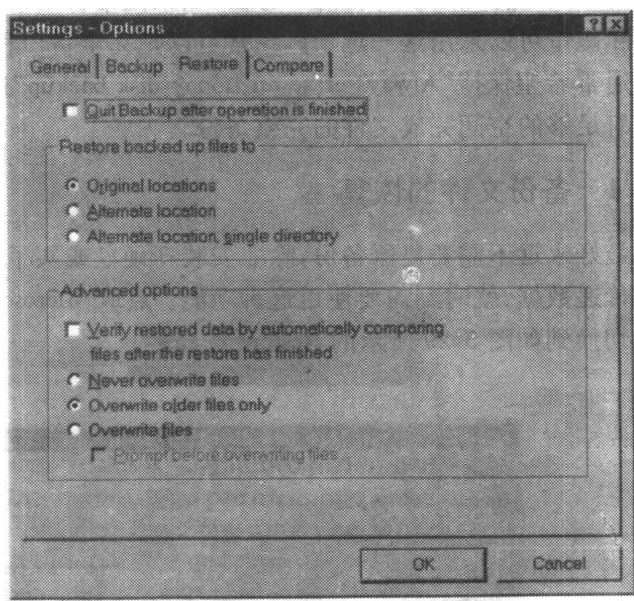 Settings - Options
General Backup Restore Compare
Quit Backup after operation is finished
Restore backed up files to
Original locations
Alternate location
Alternate location, single directory
Advanced options
Verify restored data by automatically comparing
files after the restore has finished
Never overwrite files
Overwrite older files only
Overwrite files
Prompt before overwriting files
OK Cancel